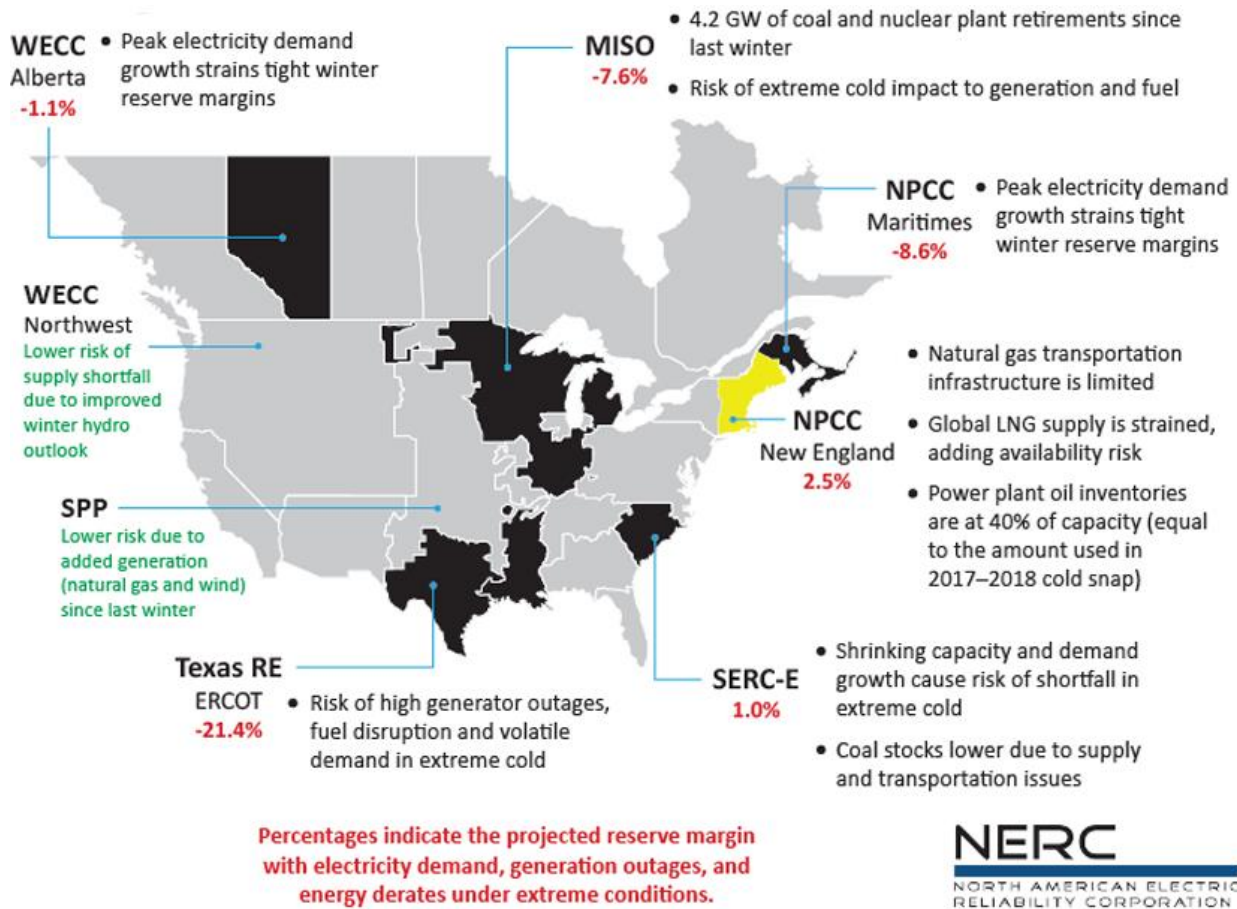 WECC
Alberta
-1.1%
• Peak electricity demand
growth strains tight winter
reserve margins
MISO
-7.6%
• 4.2 GW of coal and nuclear plant retirements since
last winter
• Risk of extreme cold impact to generation and fuel
NPCC
Maritimes
-8.6%
• Peak electricity demand
growth strains tight
winter reserve margins
WECC
Northwest
Lower risk of
supply shortfall
due to improved
winter hydro
outlook
NPCC
New England
2.5%
• Natural gas transportation
infrastructure is limited
• Global LNG supply is strained,
adding availability risk
• Power plant oil inventories
are at 40% of capacity (equal
to the amount used in
2017–2018 cold snap)
SPP
Lower risk due to
added generation
(natural gas and wind)
since last winter
Texas RE
ERCOT
-21.4%
• Risk of high generator outages,
fuel disruption and volatile
demand in extreme cold
SERC-E
1.0%
• Shrinking capacity and demand
growth cause risk of shortfall in
extreme cold
• Coal stocks lower due to supply
and transportation issues
Percentages indicate the projected reserve margin
with electricity demand, generation outages, and
energy derates under extreme conditions.
NERC
NORTH AMERICAN ELECTRIC
RELIABILITY CORPORATION